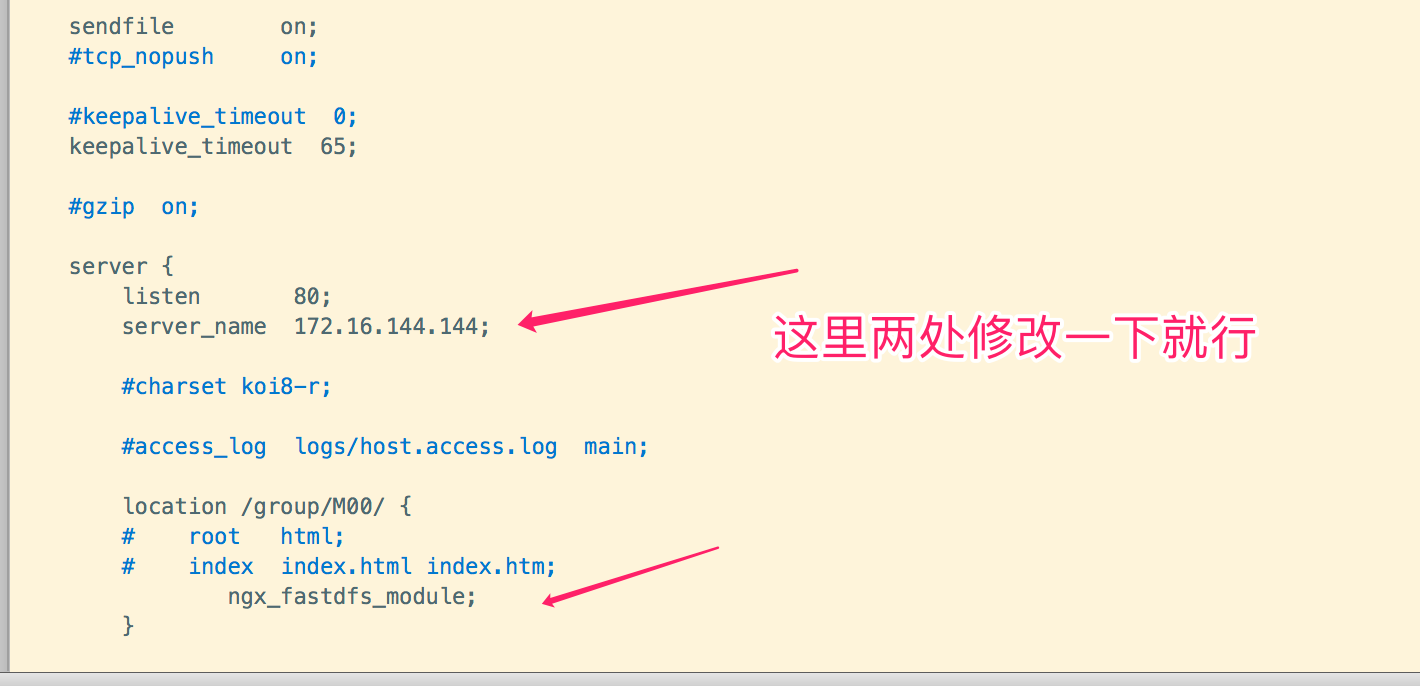 sendfile        on;
#tcp_nopush     on;
#keepalive_timeout  0;
keepalive_timeout  65;
#gzip  on;
server {
listen       80;
server_name  172.16.144.144;
这里两处修改一下就行
#charset koi8-r;
#access_log  logs/host.access.log  main;
location /group/M00/ {
#    root   html;
#    index  index.html index.htm;
ngx_fastdfs_module;
}